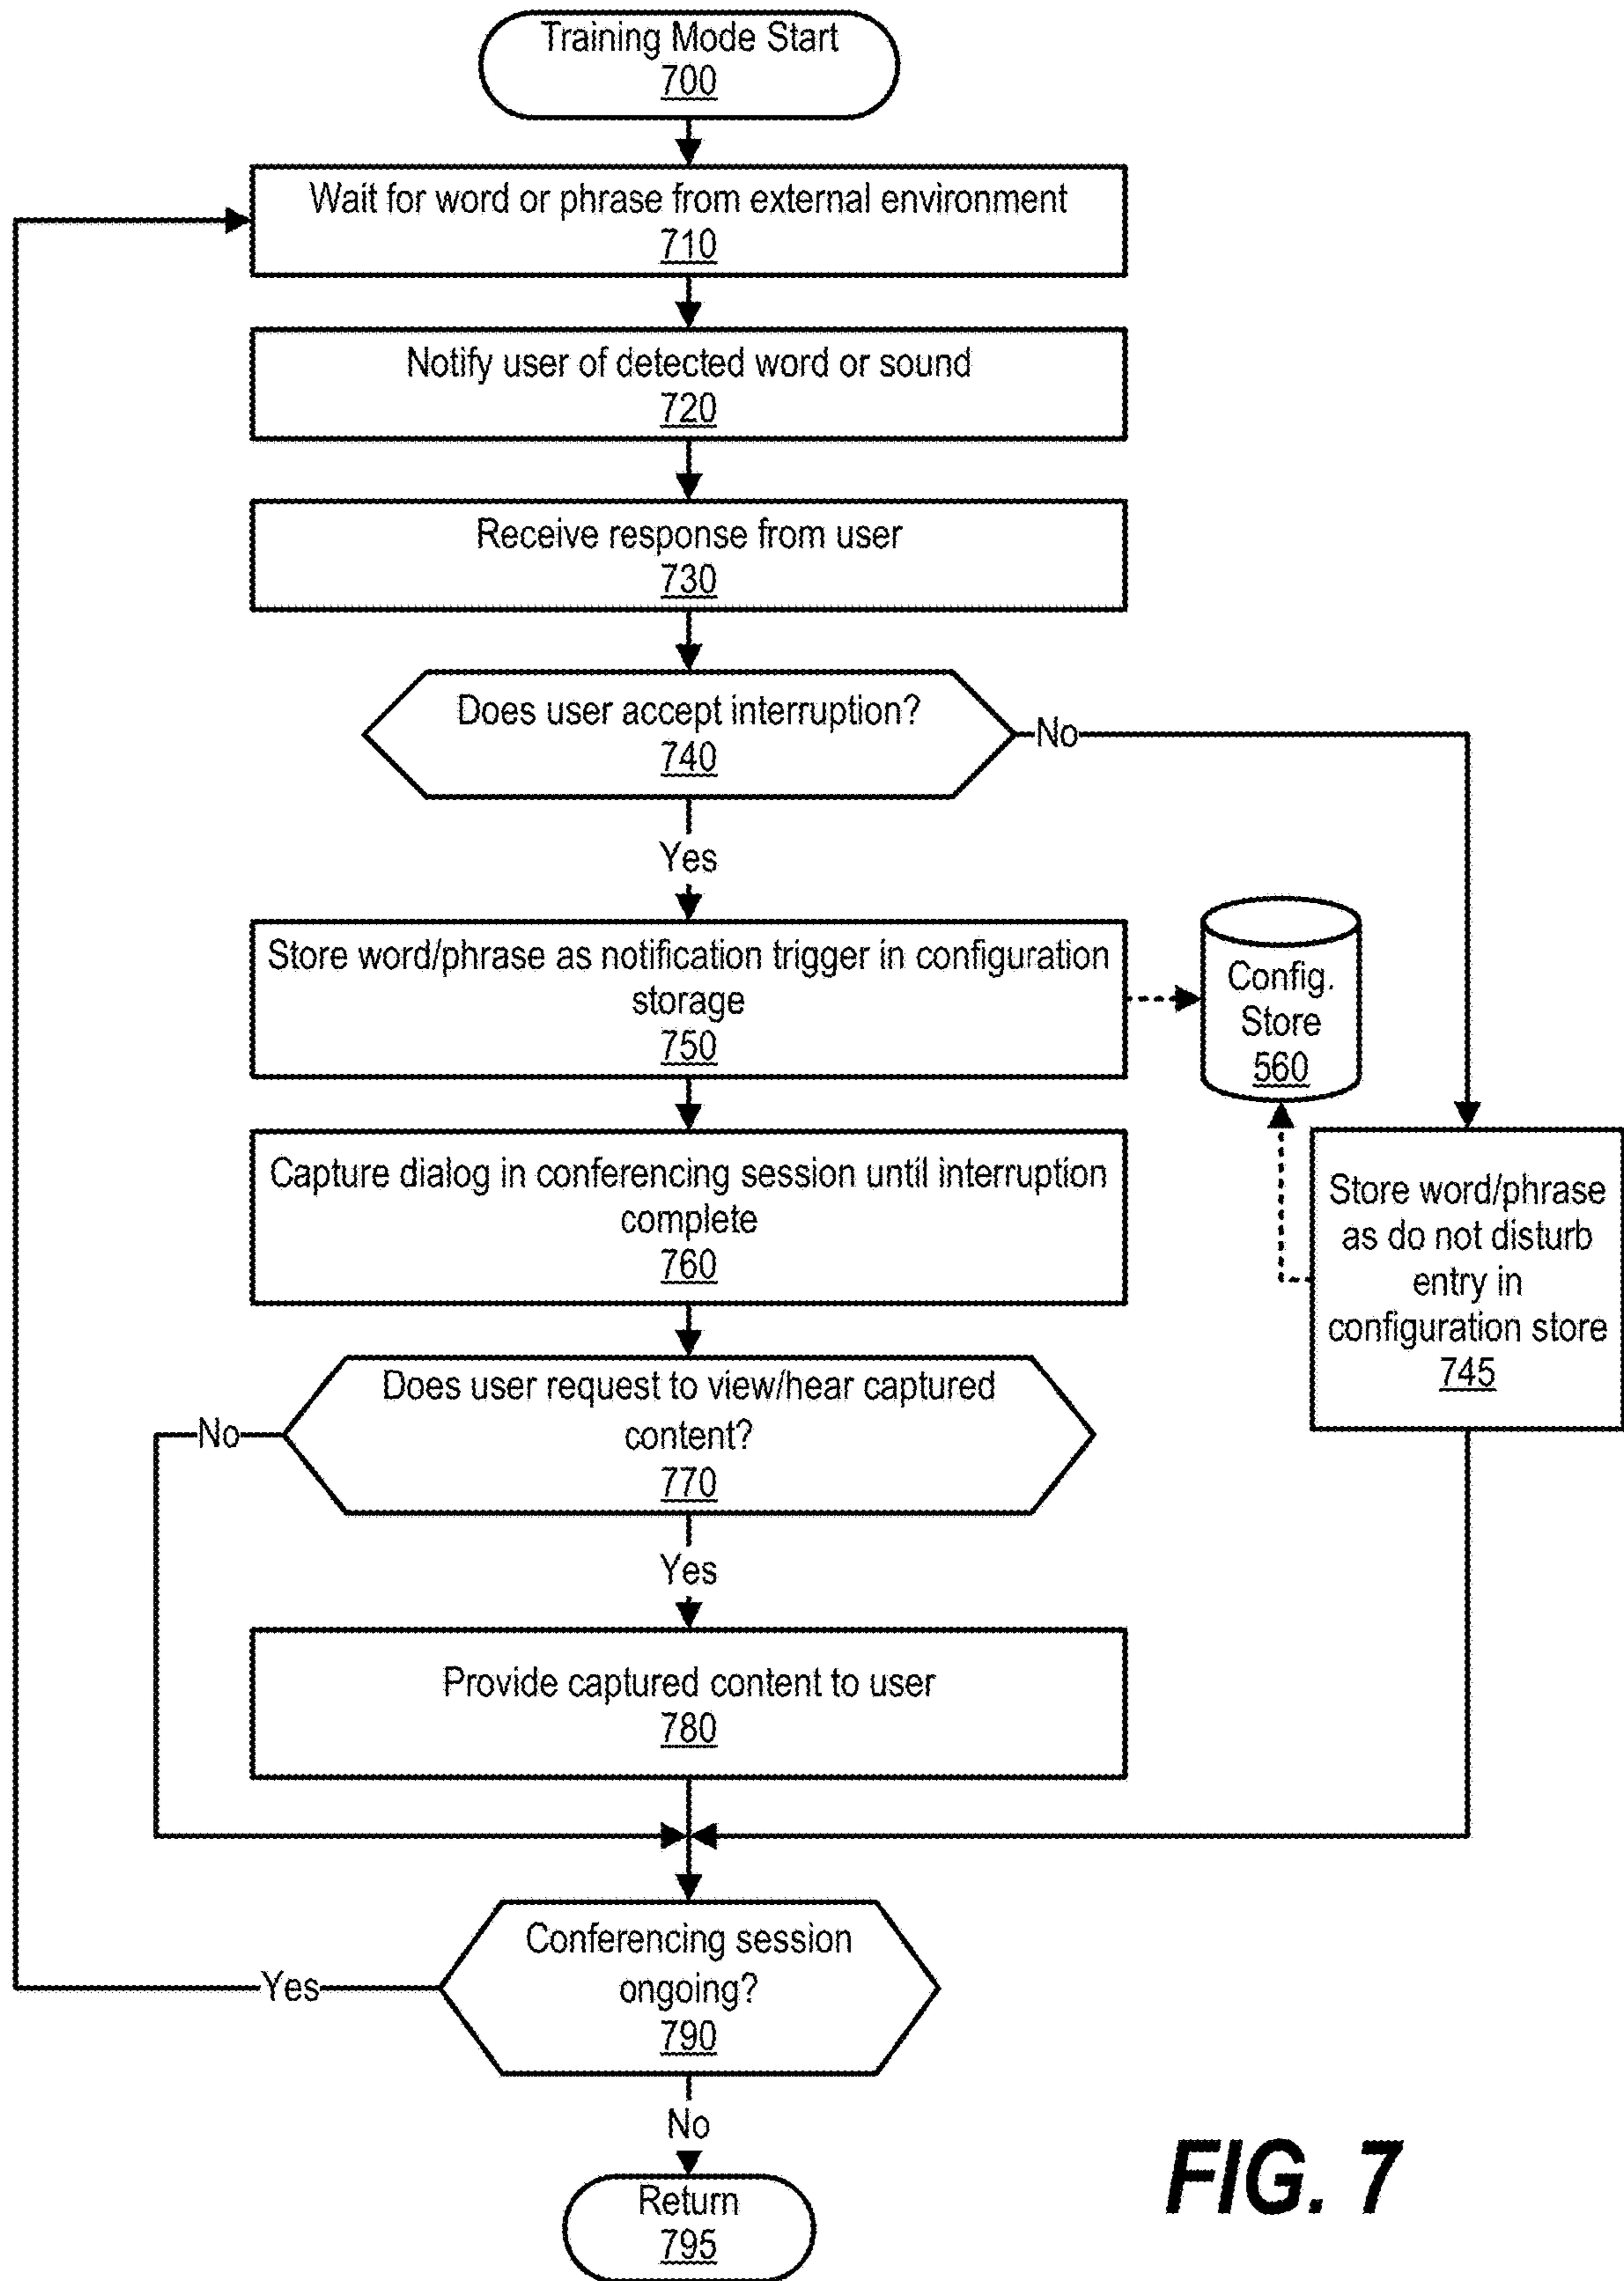 Training Mode Start
700
Wait for word or phrase from external environment
710
Notify user of detected word or sound
720
Receive response from user
730
Does user accept interruption?
740
No
Yes
Store word/phrase as notification trigger in configuration
storage
750
Config.
Store
560
Capture dialog in conferencing session until interruption
complete
760
Store word/phrase
as do not disturb
entry in
configuration store
745
Does user request to view/hear captured
content?
770
No
Yes
Provide captured content to user
780
Conferencing session
ongoing?
790
Yes
No
Return
795
FIG. 7